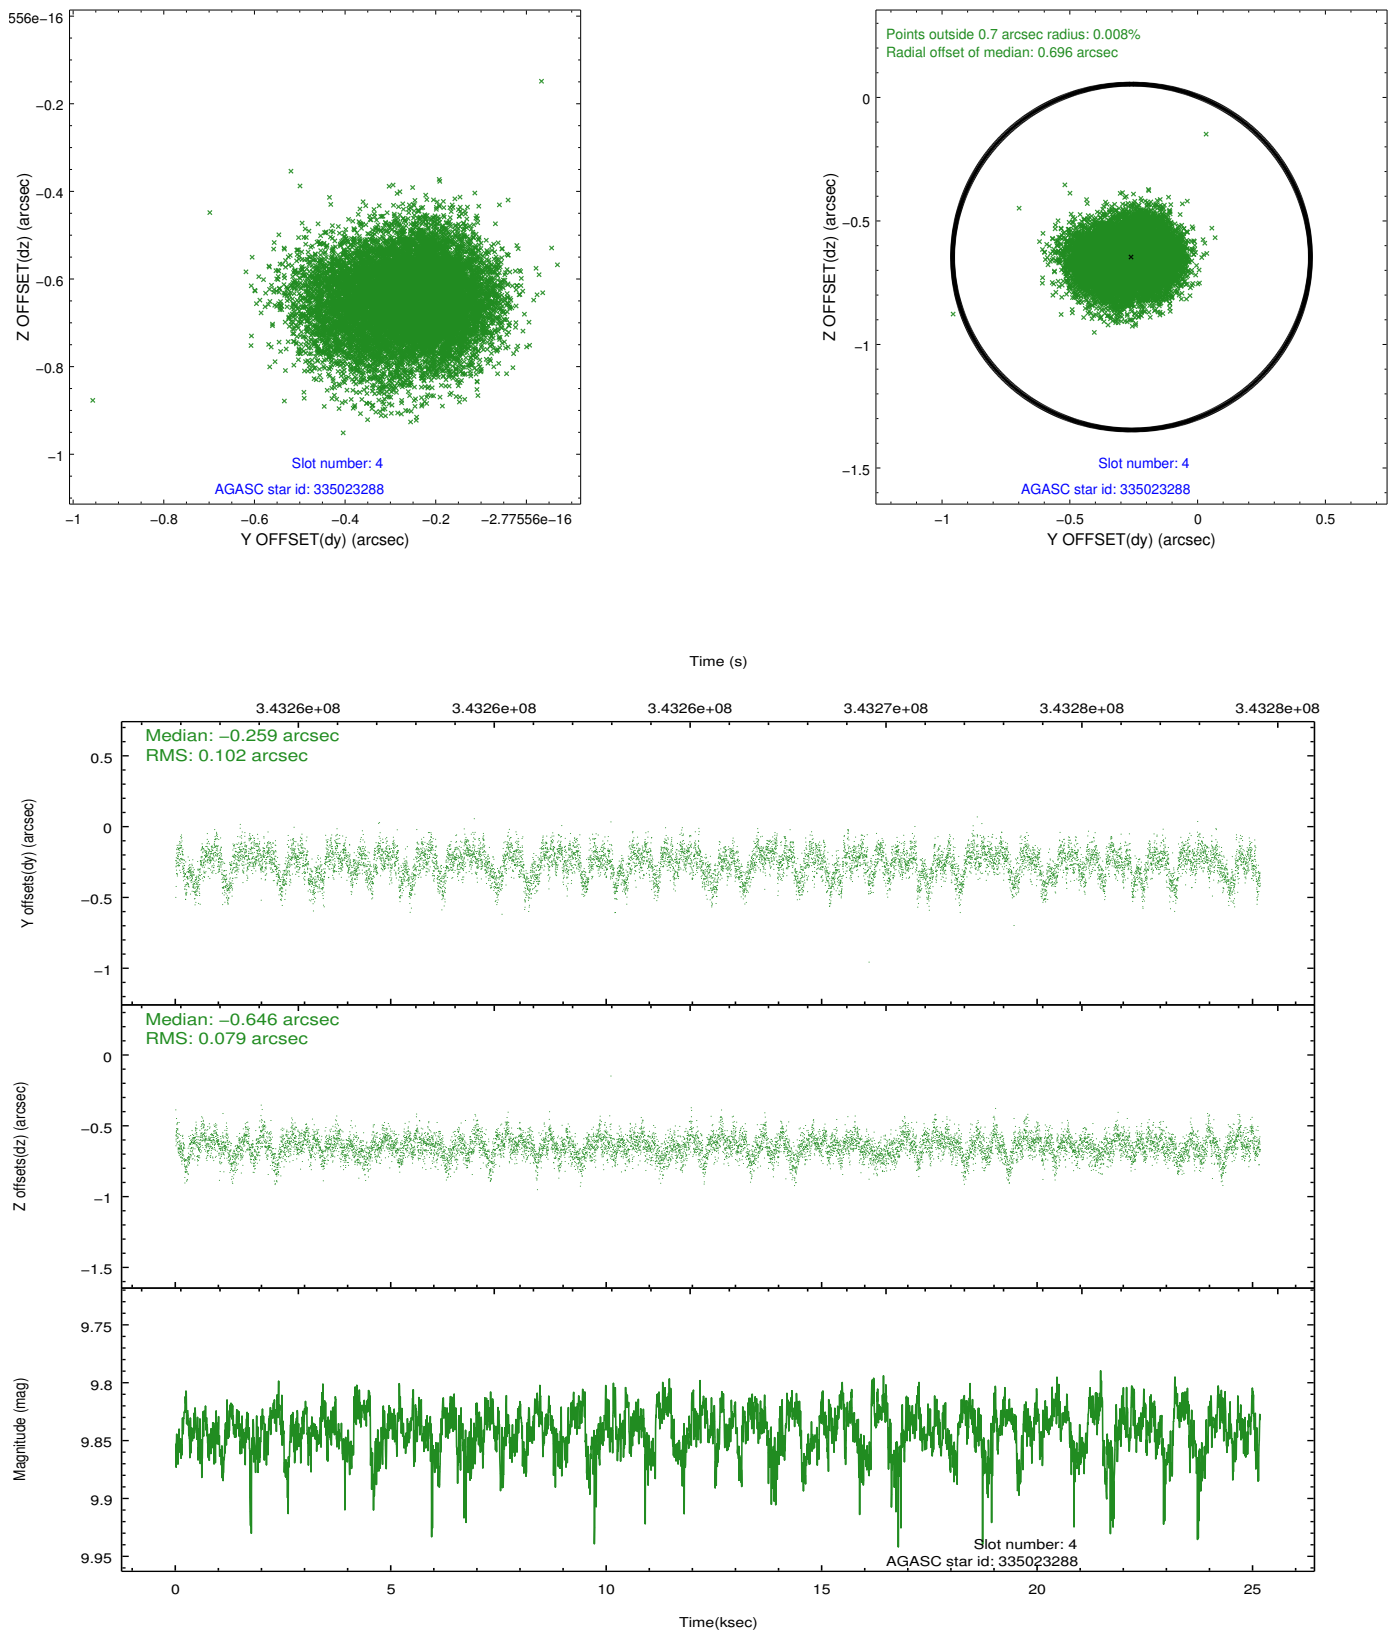 556e−16
−0.2
−0.4
−0.6
−0.8
−1
Z OFFSET(dz) (arcsec)
Slot number: 4
AGASC star id: 335023288
−1 −0.8 −0.6 −0.4 −0.2 −2.77556e−16
Y OFFSET(dy) (arcsec)
Points outside 0.7 arcsec radius: 0.008%
Radial offset of median: 0.696 arcsec
0
−0.5
−1
−1.5
Z OFFSET(dz) (arcsec)
Slot number: 4
AGASC star id: 335023288
−1 −0.5 0 0.5
Y OFFSET(dy) (arcsec)
Time (s)
3.4326e+08 3.4326e+08 3.4326e+08 3.4327e+08 3.4328e+08 3.4328e+08
Median: −0.259 arcsec
RMS: 0.102 arcsec
0.5
0
−0.5
−1
Y offsets(dy) (arcsec)
Median: −0.646 arcsec
RMS: 0.079 arcsec
0
−0.5
−1
−1.5
Z offsets(dz) (arcsec)
9.75
9.8
9.85
9.9
9.95
Magnitude (mag)
Slot number: 4
AGASC star id: 335023288
0 5 10 15 20 25
Time(ksec)